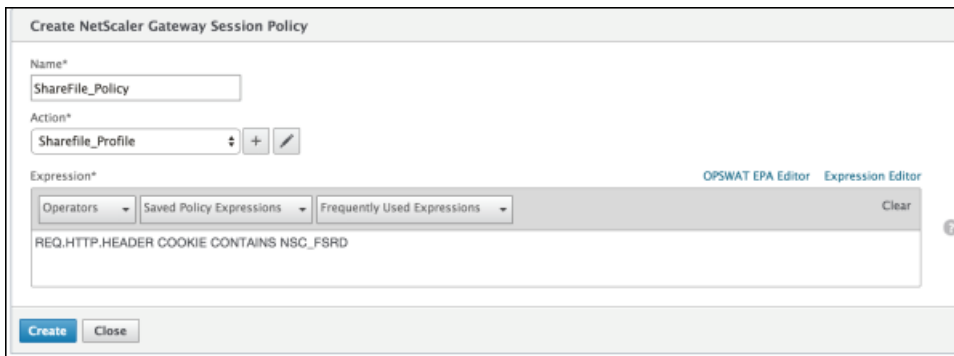 Create NetScaler Gateway Session Policy
Name*
ShareFile_Policy
Action*
Sharefile_Profile
+
Expression*
OPSWAT EPA Editor Expression Editor
Operators Saved Policy Expressions Frequently Used Expressions Clear
REQ.HTTP.HEADER COOKIE CONTAINS NSC_FSRD
?
Create Close